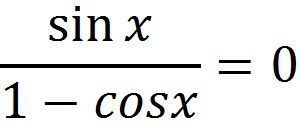 sin x / 1 − cosx = 0